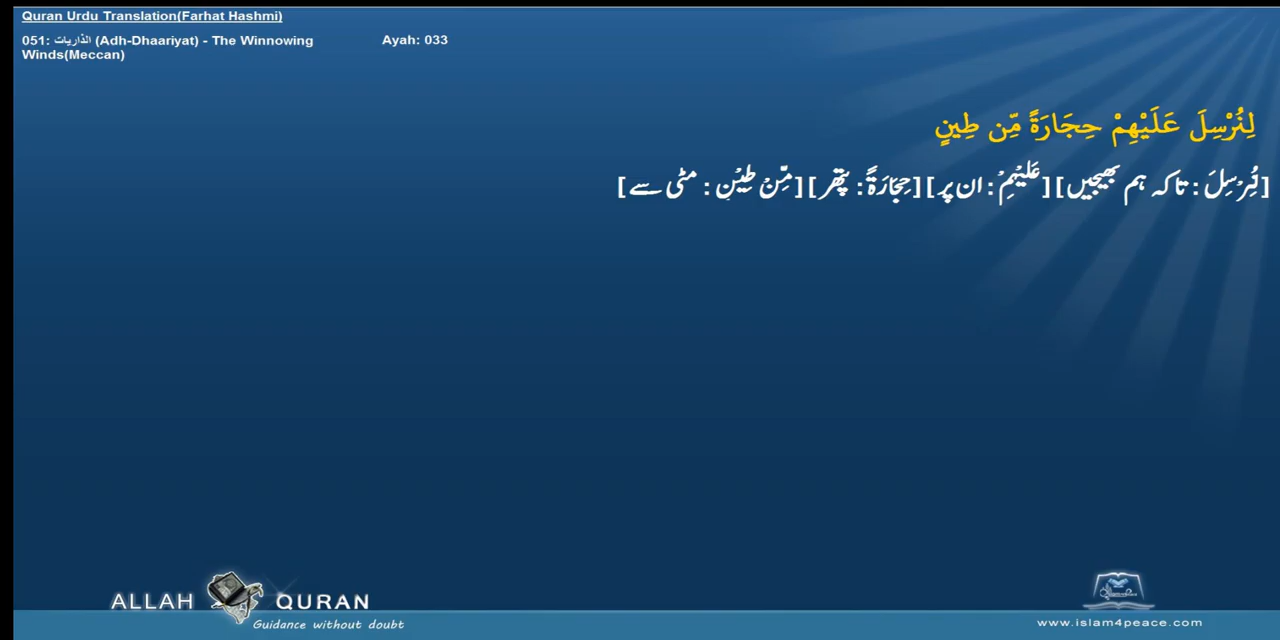 Quran Urdu Translation(Farhat Hashmi)
051: الذاريات (Adh-Dhaariyat) - The Winnowing
Winds(Meccan)
Ayah: 033
لِنُرْسِلَ عَلَيْهِمْ حِجَارَةً مِّن طِينٍ
[لِنُرْسِلَ : تاکہ ہم بھیجیں] [عَلَيْهِمْ : ان پر] [حِجَارَةً : پتھر] [مِّنْ طِيْنٍ : مٹی سے]
ALLAH QURAN
Guidance without doubt
www.islam4peace.com